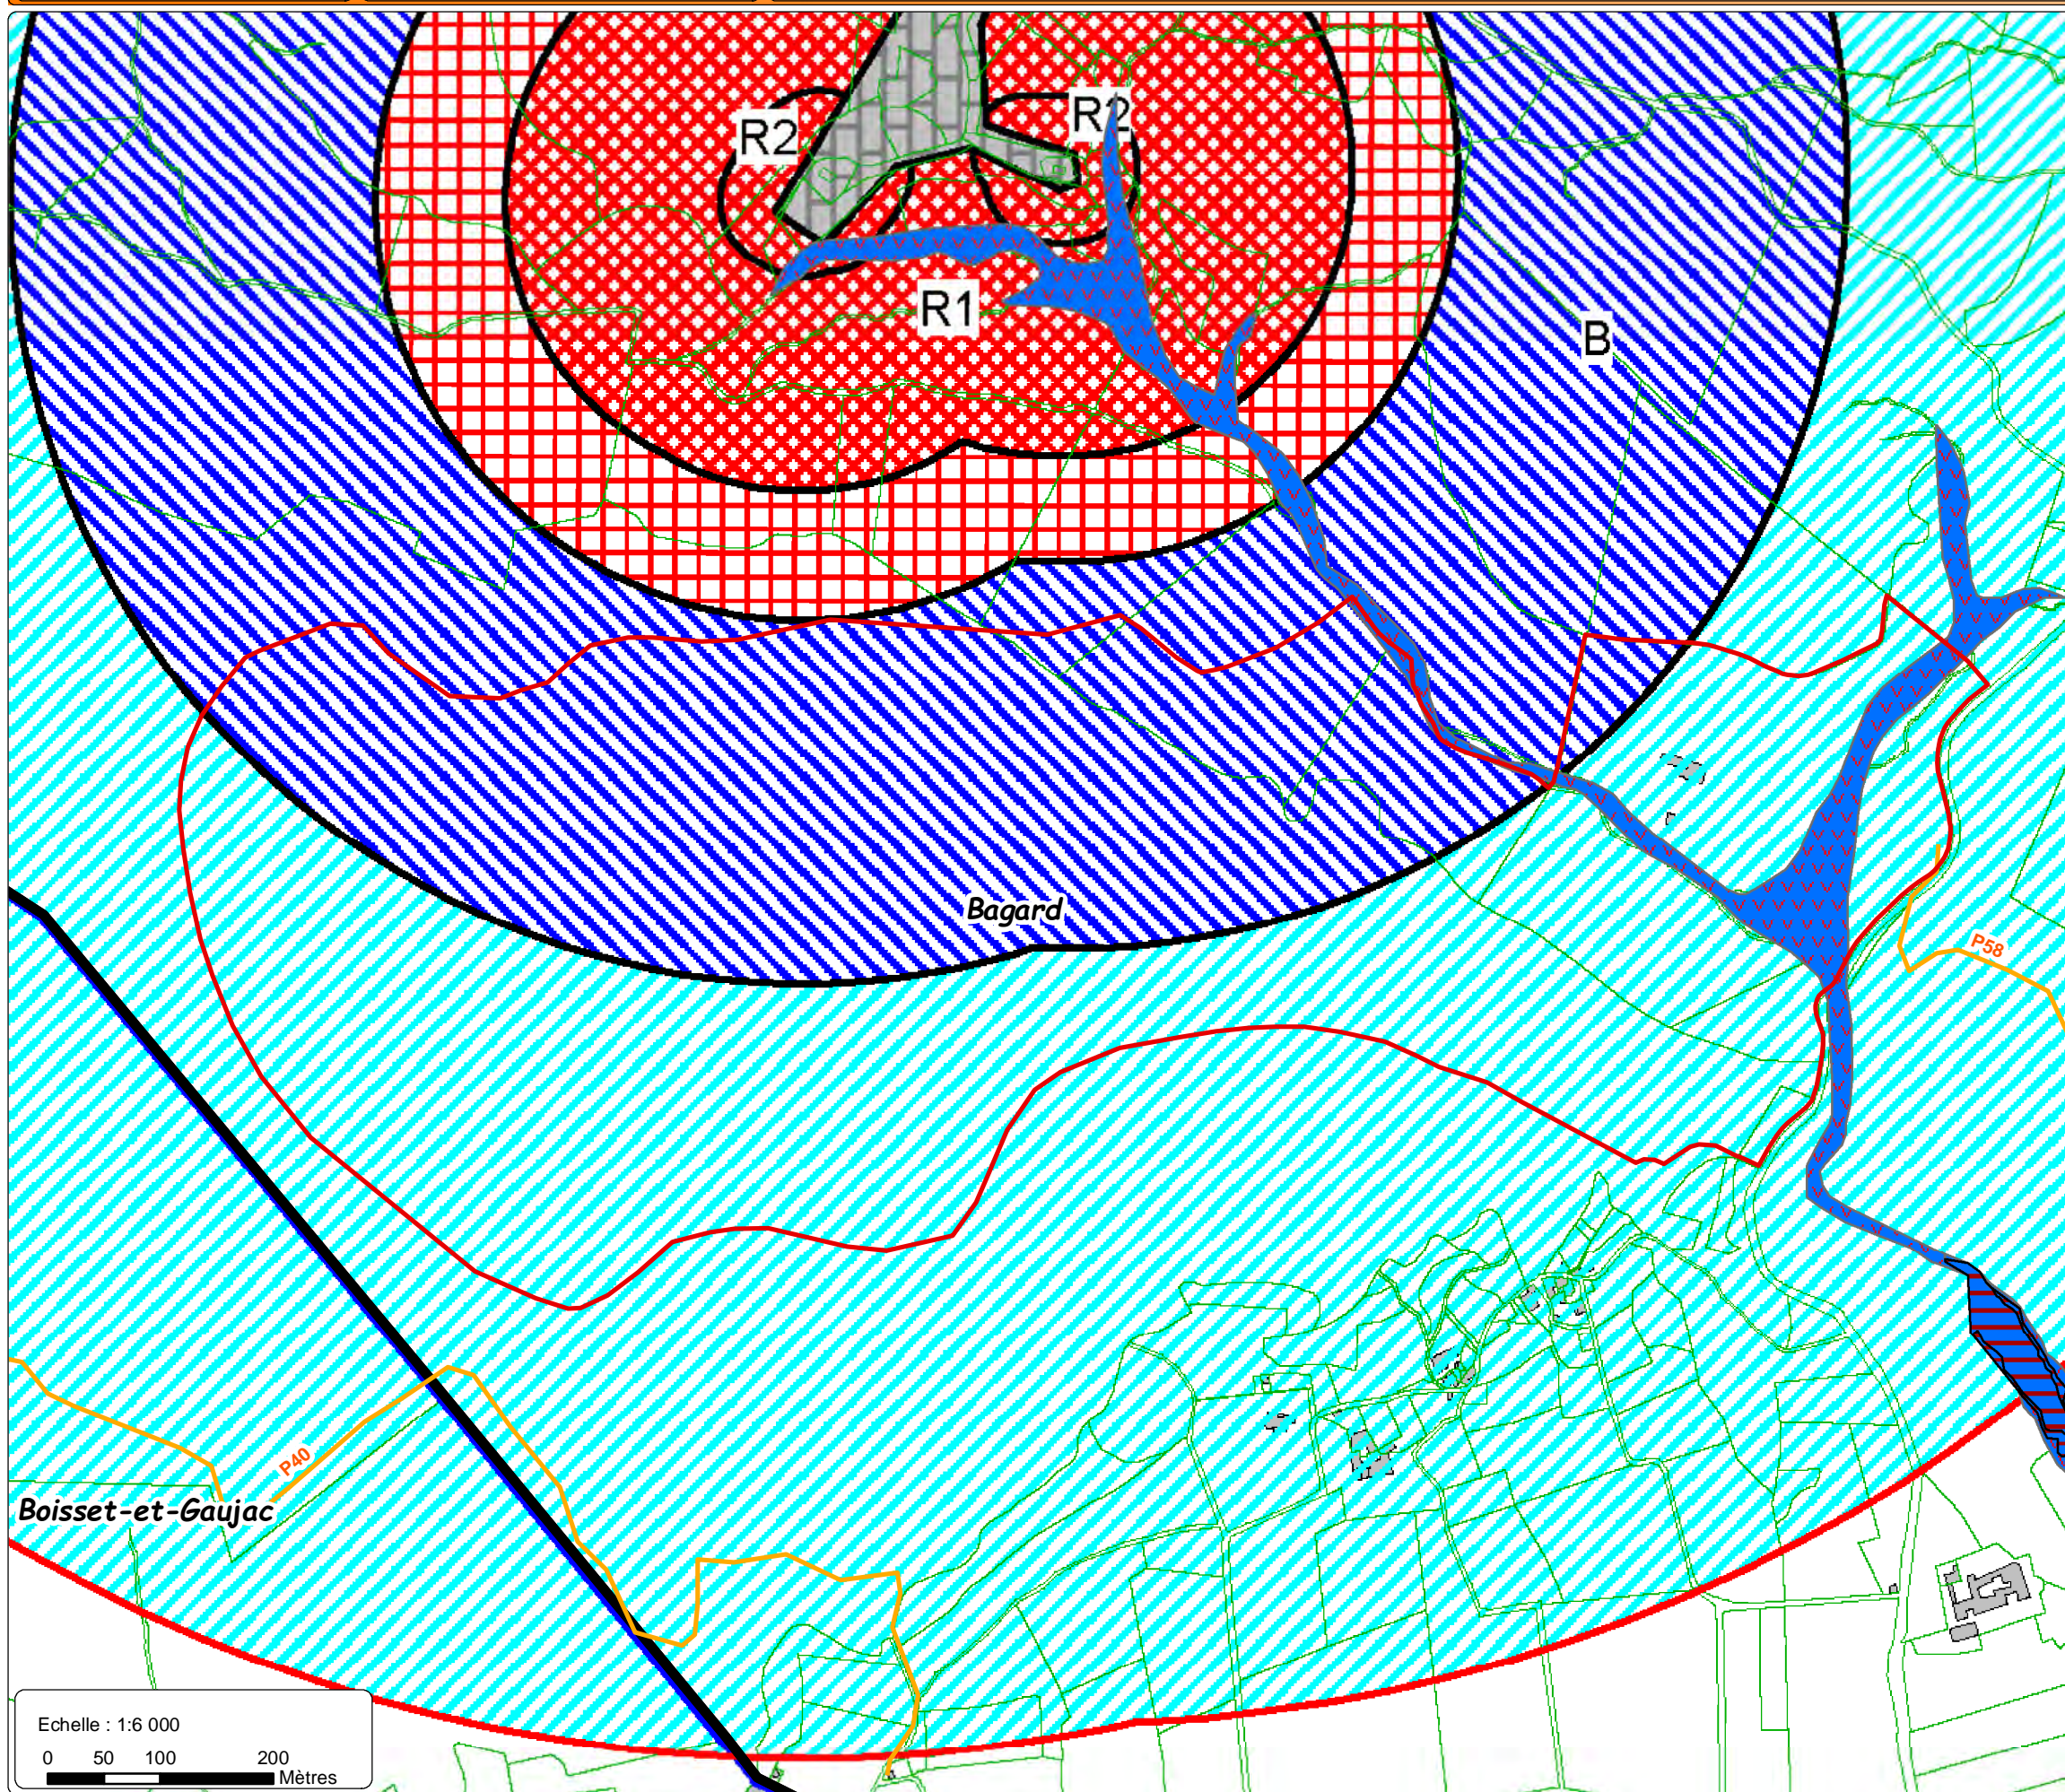 R2
R2
R1
B
Bagard
P58
P40
Boisset-et-Gaujac
Echelle : 1:6 000
0 50 100 200
Mètres